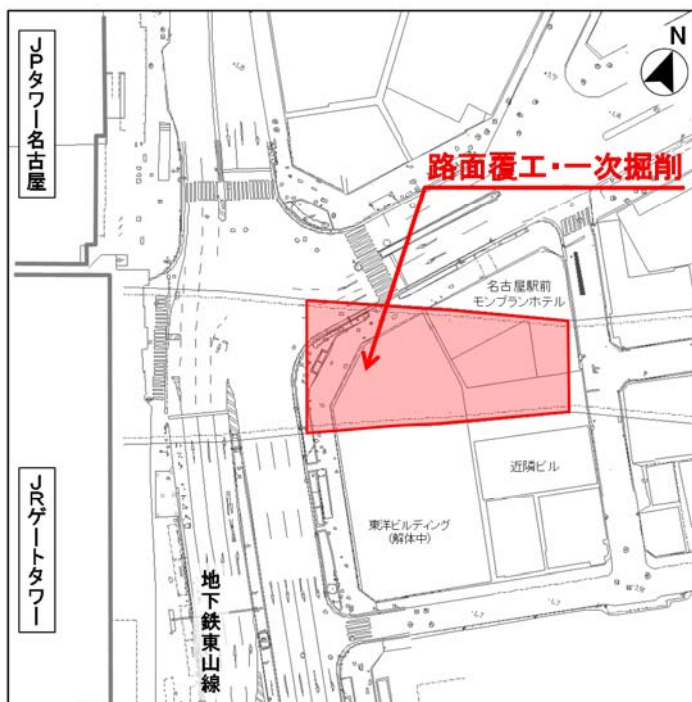 JPタワー名古屋
N
路面覆工・一次掘削
名古屋駅前
モンブランホテル
近隣ビル
東洋ビルディング
(解体中)
JRゲートタワー
地下鉄東山線